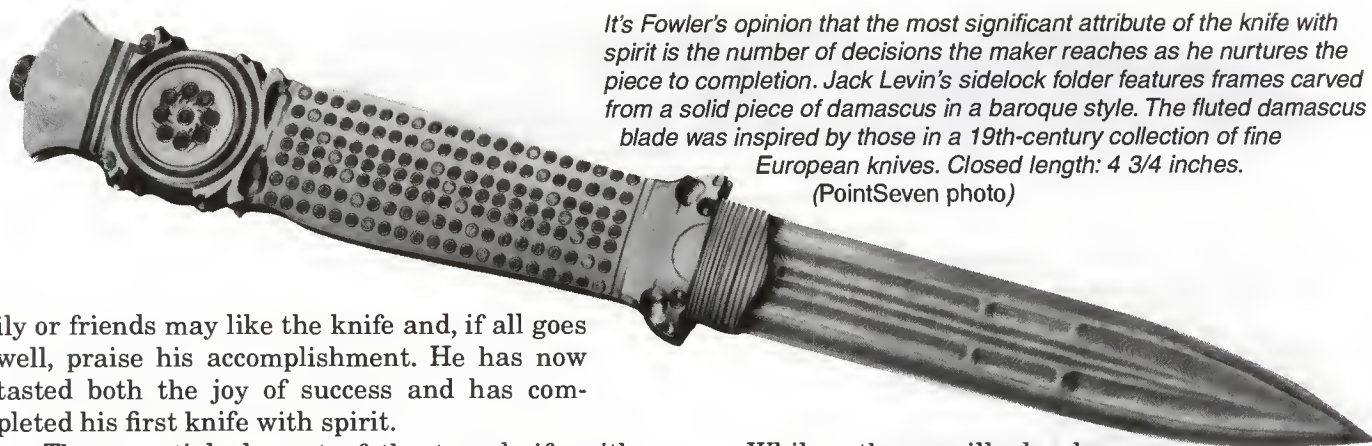 It's Fowler's opinion that the most significant attribute of the knife with
spirit is the number of decisions the maker reaches as he nurtures the
piece to completion. Jack Levin's sidelock folder features frames carved
from a solid piece of damascus in a baroque style. The fluted damascus
blade was inspired by those in a 19th-century collection of fine
European knives. Closed length: 4 3/4 inches.
(PointSeven photo)
ily or friends may like the knife and, if all goes
well, praise his accomplishment. He has now
tasted both the joy of success and has com-
pleted his first knife with spirit.